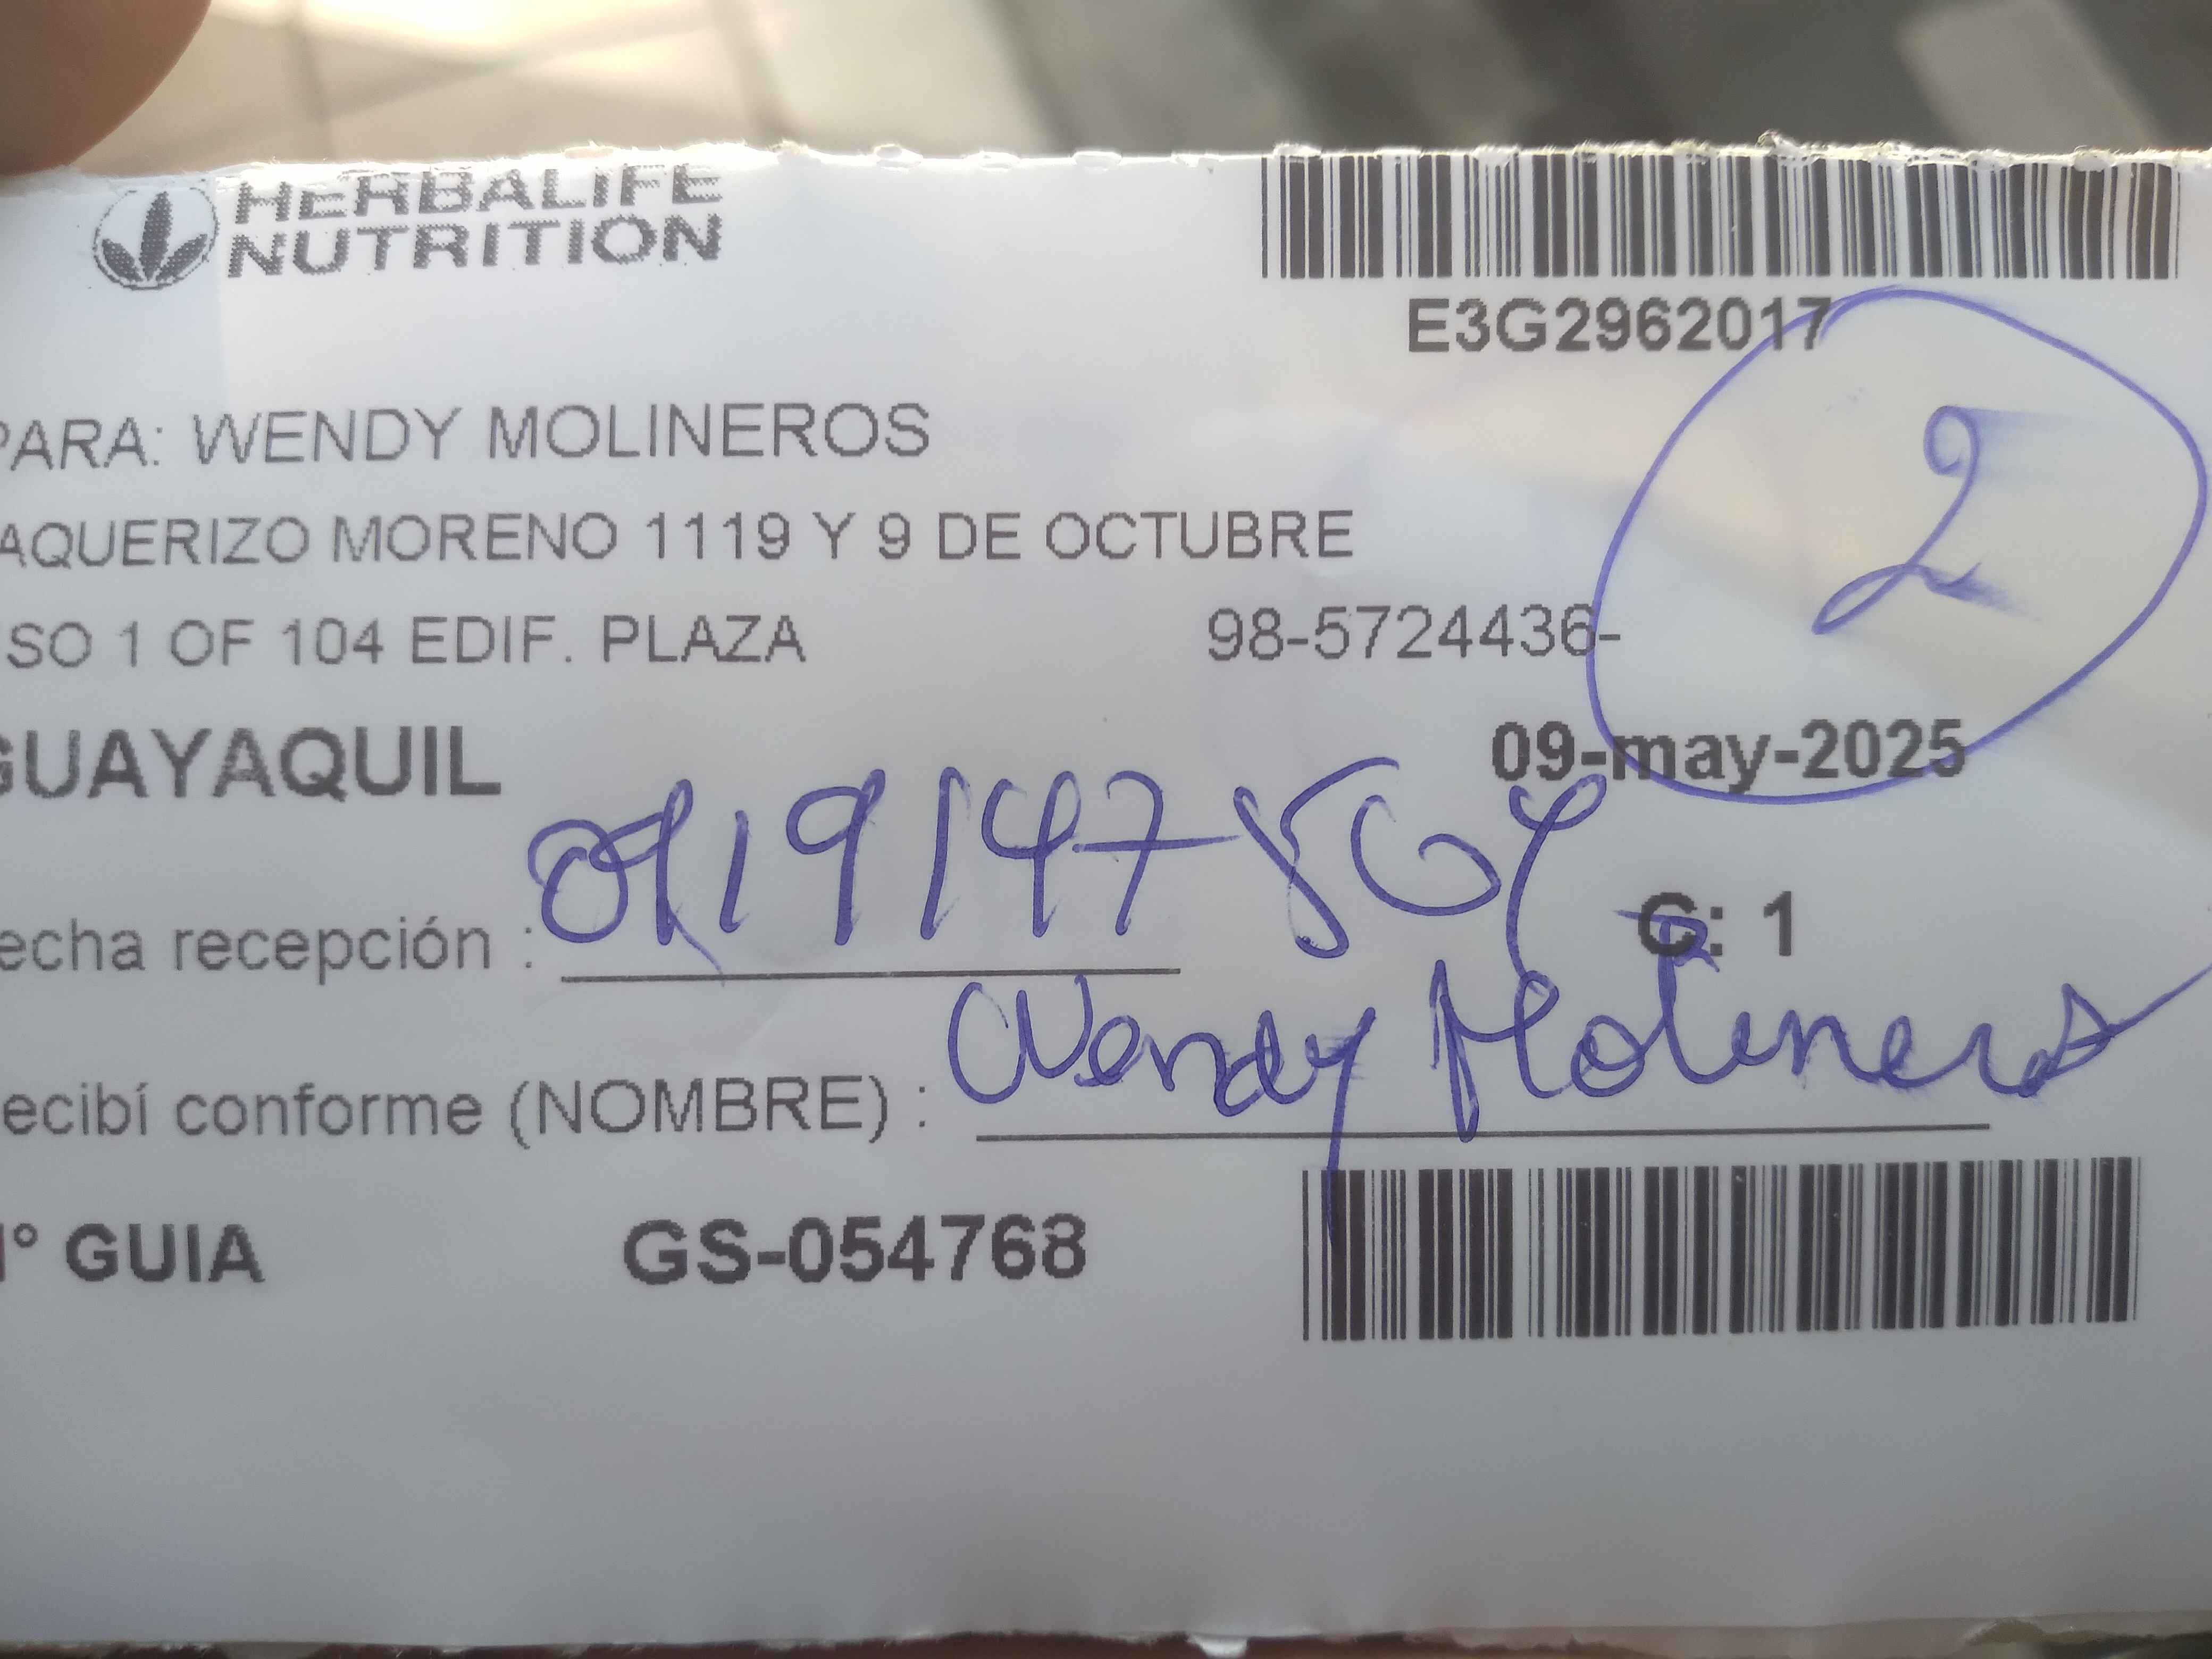 HERBALIFE
NUTRITION
E3G2962017
2
PARA: WENDY MOLINEROS
AQUERIZO MORENO 1119 Y 9 DE OCTUBRE
ISO 1 OF 104 EDIF. PLAZA 98-5724436-
GUAYAQUIL 09-may-2025
echa recepción :
C: 1
ecibí conforme (NOMBRE) : Wendy Molineros
N° GUIA GS-054768